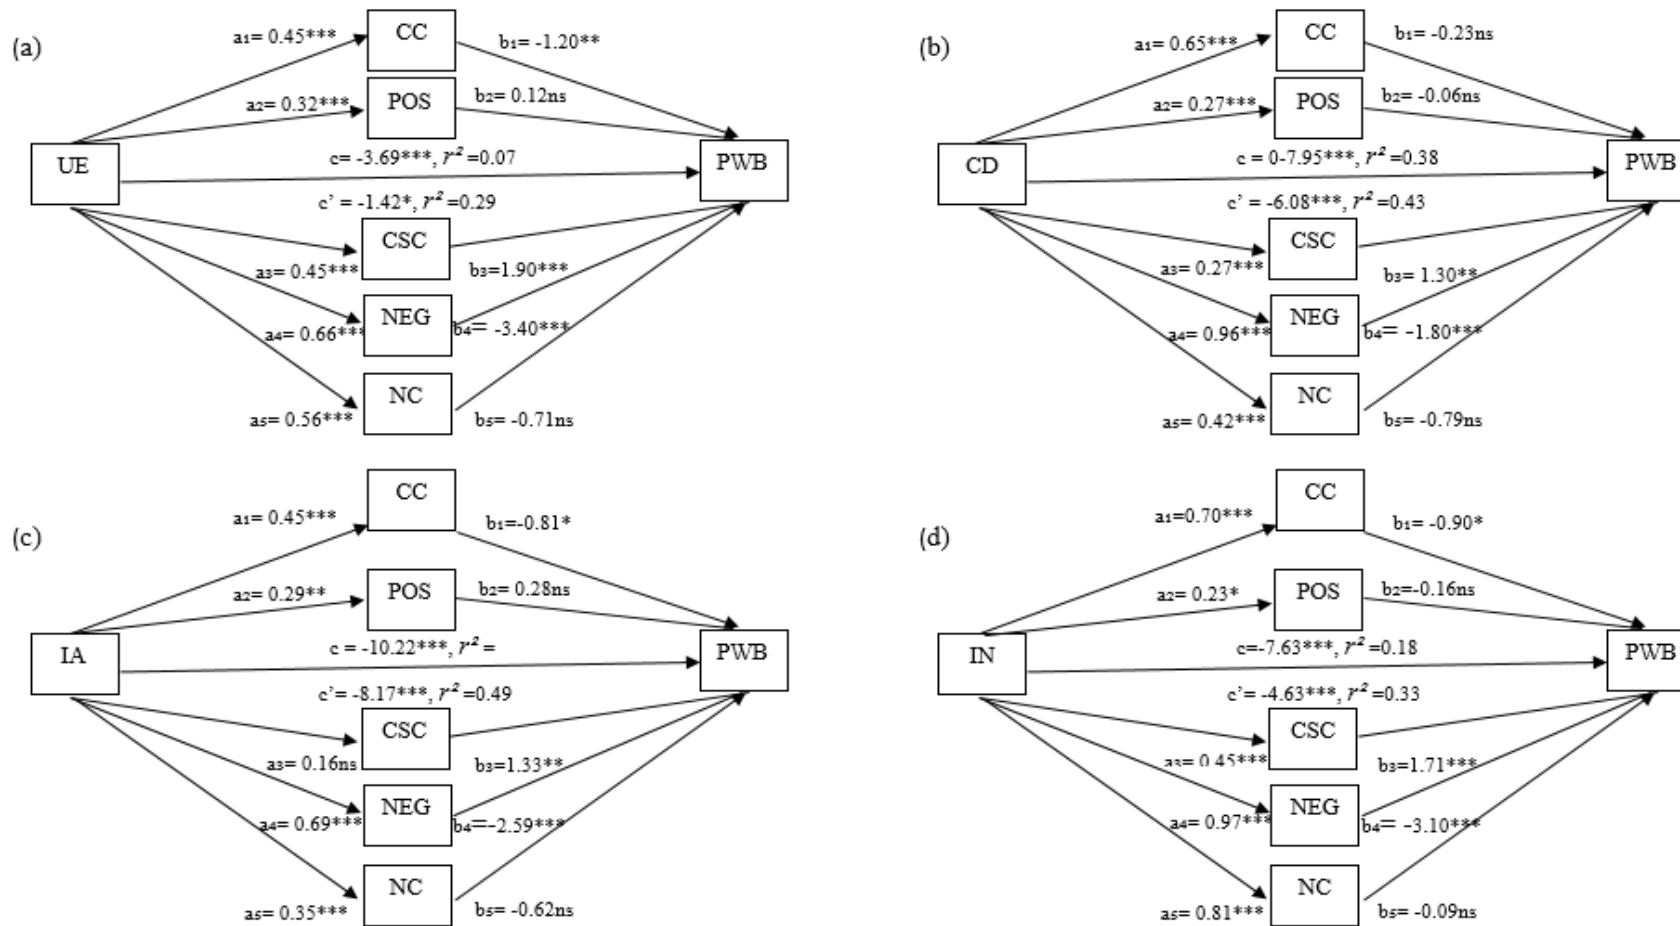 (a)
a₁= 0.45***
CC
b₁= -1.20**
a₂= 0.32***
POS
b₂= 0.12ns
UE
c= -3.69***, r² =0.07
PWB
c’ = -1.42*, r² =0.29
CSC
a₃= 0.45***
b₃=1.90***
NEG
a₄= 0.66***
b₄= -3.40***
NC
a₅= 0.56***
b₅= -0.71ns
(b)
a₁= 0.65***
CC
b₁= -0.23ns
a₂= 0.27***
POS
b₂= -0.06ns
CD
c = 0-7.95***, r² =0.38
PWB
c’ = -6.08***, r² =0.43
CSC
a₃= 0.27***
b₃= 1.30**
NEG
a₄= 0.96***
b₄= -1.80***
NC
a₅= 0.42***
b₅= -0.79ns
(c)
a₁= 0.45***
CC
b₁=-0.81*
a₂= 0.29**
POS
b₂= 0.28ns
IA
c = -10.22***, r² =
PWB
c’= -8.17***, r² =0.49
CSC
a₃= 0.16ns
b₃=1.33**
NEG
a₄= 0.69***
b₄=-2.59***
NC
a₅= 0.35***
b₅= -0.62ns
(d)
a₁=0.70***
CC
b₁= -0.90*
a₂= 0.23*
POS
b₂=-0.16ns
IN
c=-7.63***, r² =0.18
PWB
c’= -4.63***, r² =0.33
CSC
a₃= 0.45***
b₃=1.71***
NEG
a₄= 0.97***
b₄= -3.10***
NC
a₅= 0.81***
b₅= -0.09ns